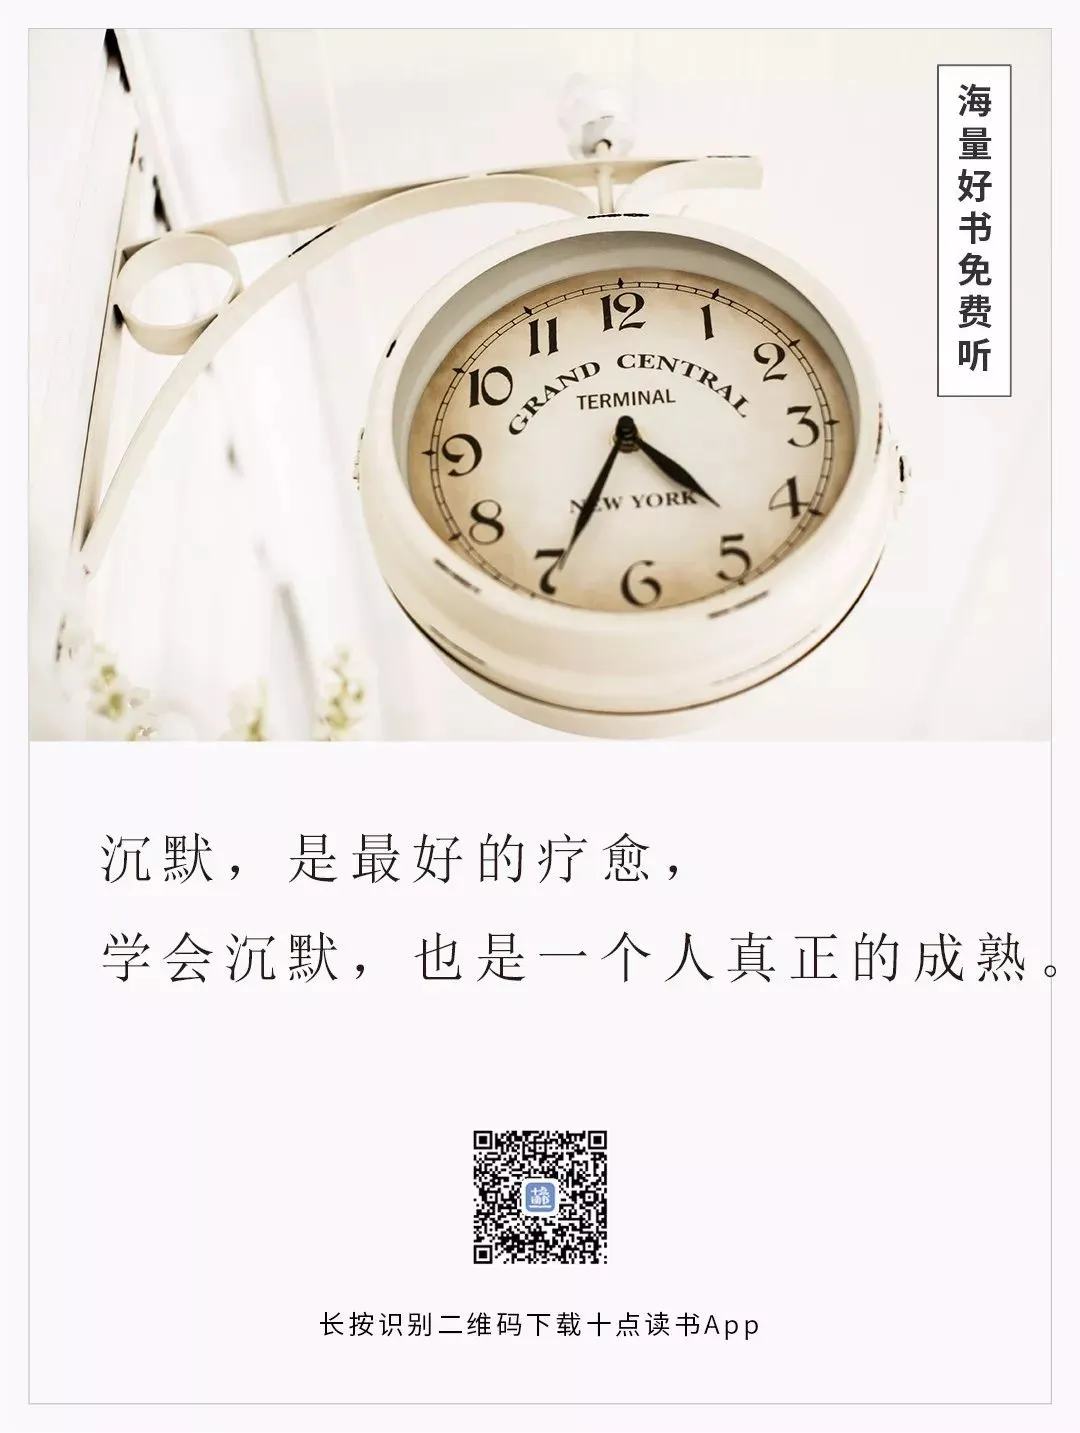 海量好书免费听
12
1
2
3
4
5
6
7
8
9
10
11
GRAND CENTRAL
TERMINAL
NEW YORK
沉默，是最好的疗愈，
学会沉默，也是一个人真正的成熟。
长按识别二维码下载十点读书App